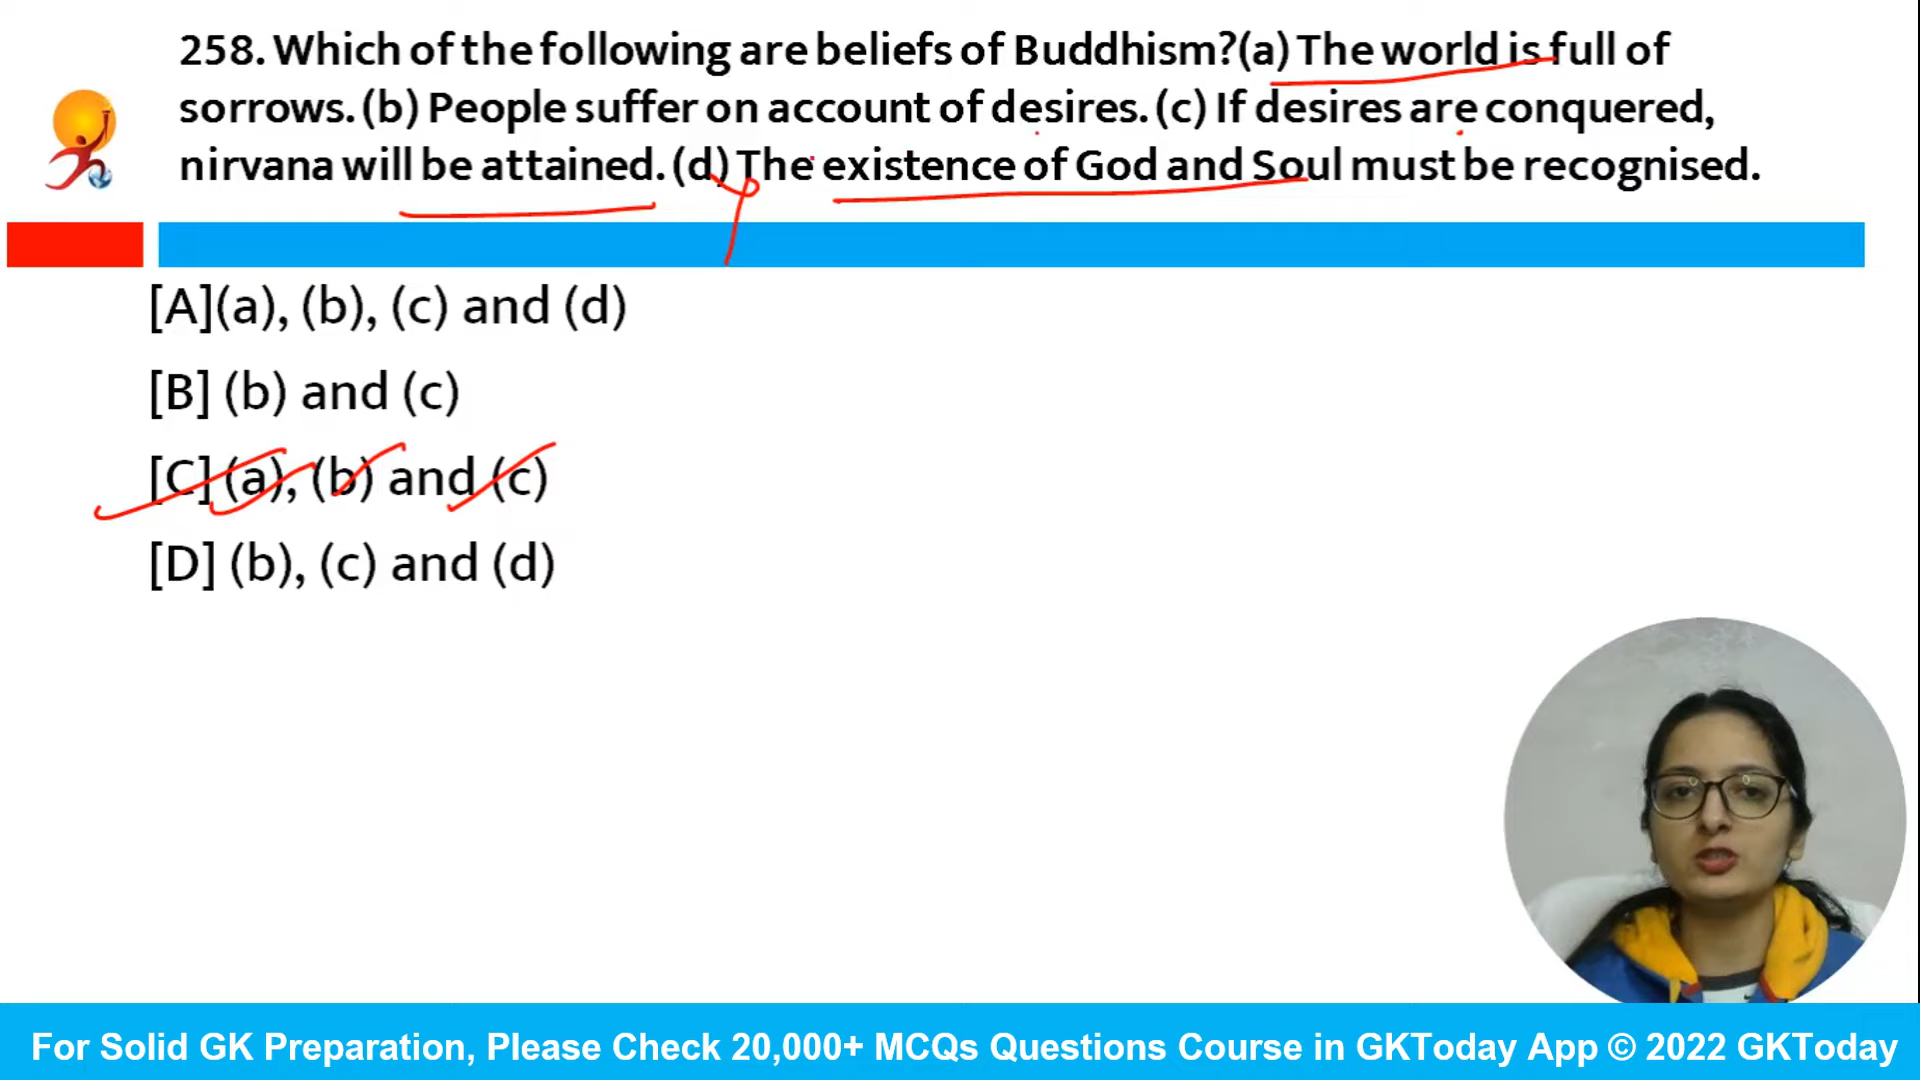 258. Which of the following are beliefs of Buddhism?(a) The world is full of
sorrows. (b) People suffer on account of desires. (c) If desires are conquered,
nirvana will be attained. (d) The existence of God and Soul must be recognised.
[A](a), (b), (c) and (d)
[B] (b) and (c)
[C] (a), (b) and (c)
[D] (b), (c) and (d)
For Solid GK Preparation, Please Check 20,000+ MCQs Questions Course in GKToday App © 2022 GKToday